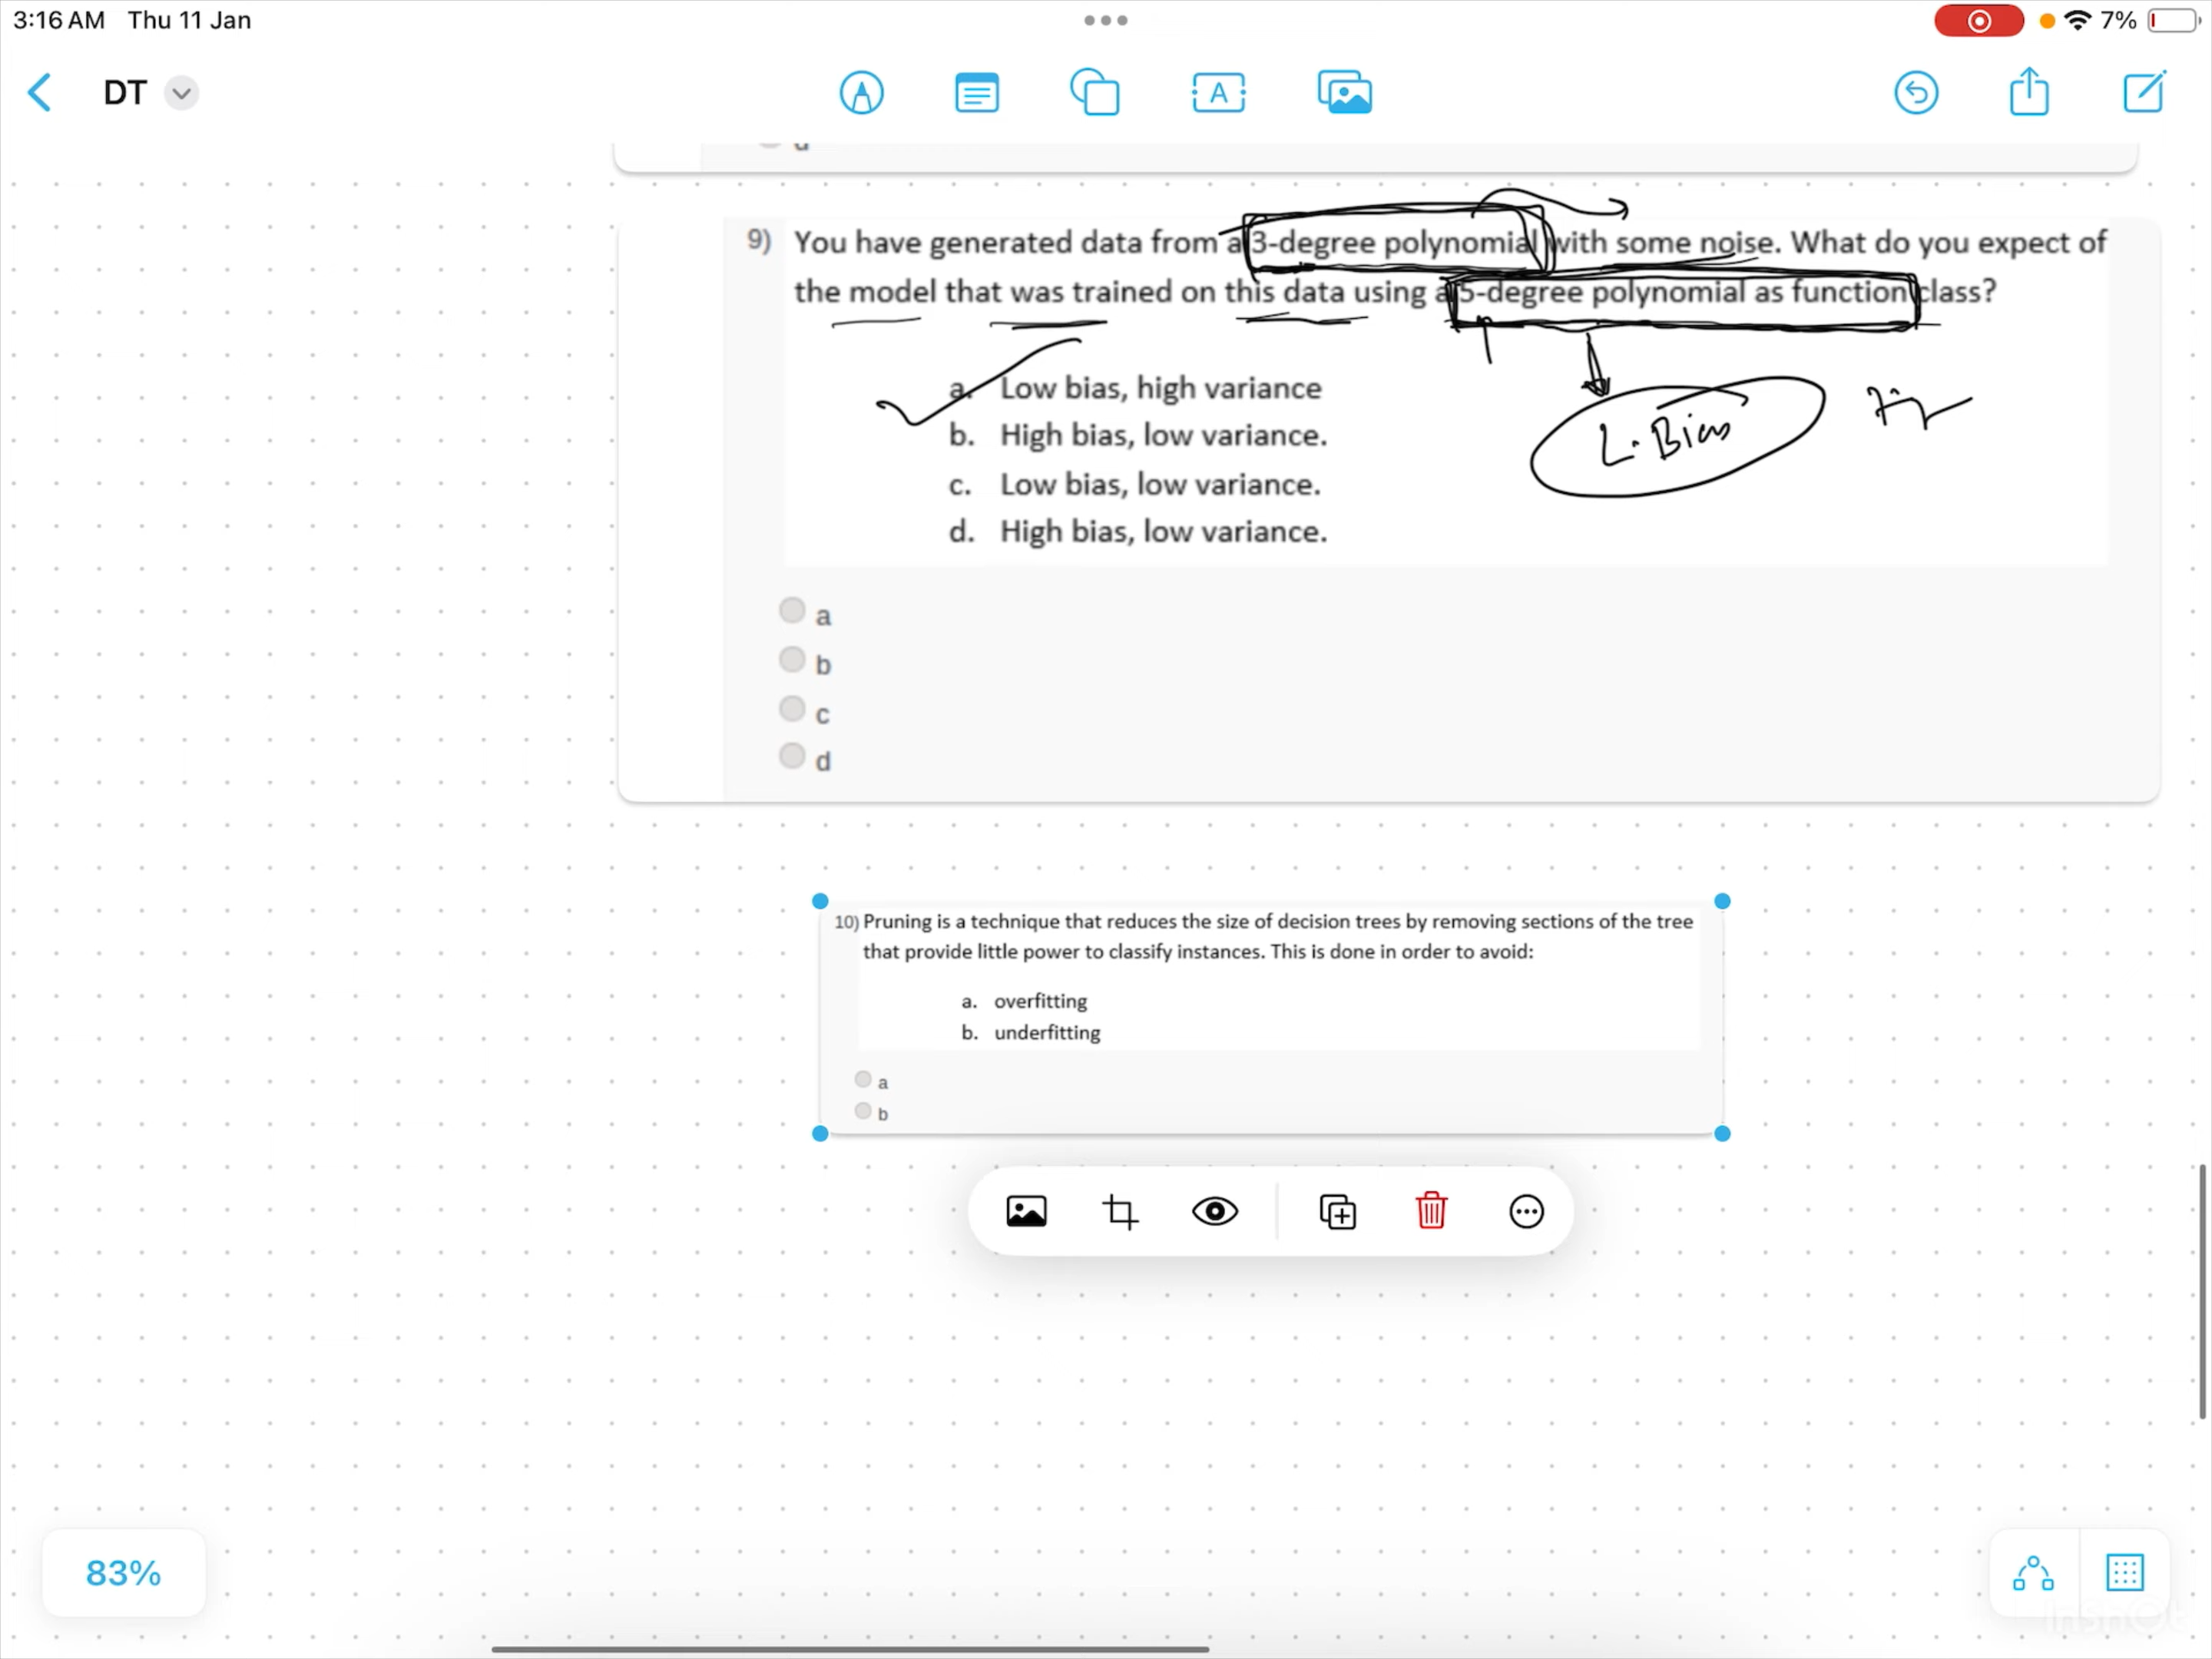 3:16 AM Thu 11 Jan
7%
DT
A
d
9) You have generated data from a 3-degree polynomial with some noise. What do you expect of
the model that was trained on this data using a 5-degree polynomial as function class?
a. Low bias, high variance
b. High bias, low variance.
c. Low bias, low variance.
d. High bias, low variance.
L. Bias
a
b
c
d
10) Pruning is a technique that reduces the size of decision trees by removing sections of the tree
that provide little power to classify instances. This is done in order to avoid:
a. overfitting
b. underfitting
a
b
83%